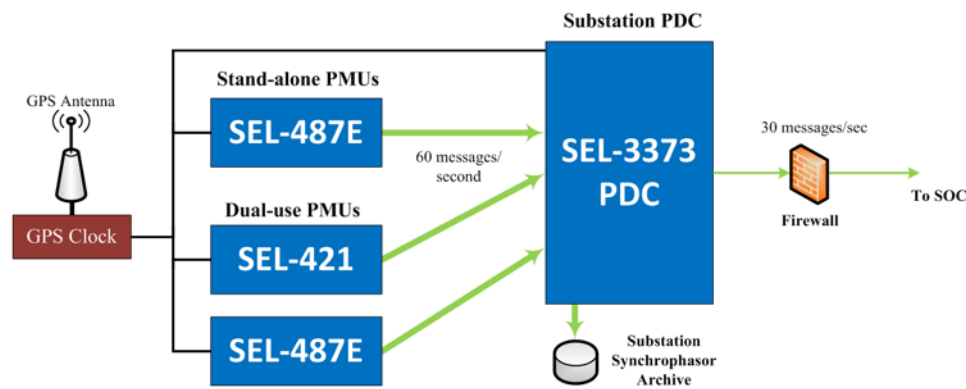 Substation PDC
Stand-alone PMUs
GPS Antenna
SEL-487E
60 messages/
second
SEL-3373
PDC
30 messages/sec
To SOC
Firewall
Dual-use PMUs
GPS Clock
SEL-421
SEL-487E
Substation
Synchrophasor
Archive